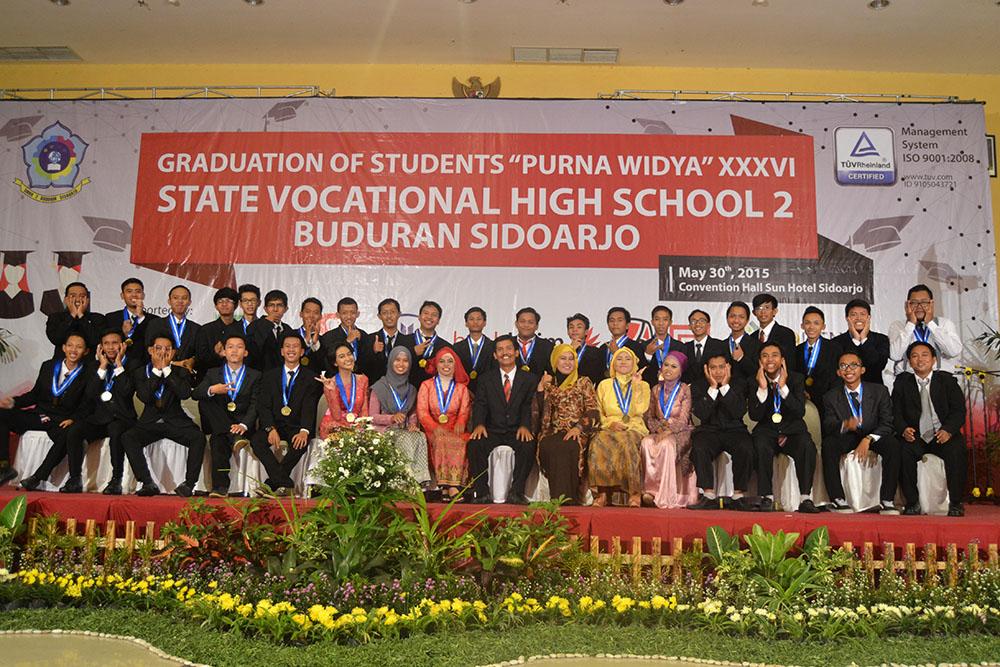 GRADUATION OF STUDENTS “PURNA WIDYA” XXXVI
STATE VOCATIONAL HIGH SCHOOL 2
BUDURAN SIDOARJO
TÜVRheinland
CERTIFIED
Management
System
ISO 9001:2008
www.tuv.com
ID 9105043721
May 30th, 2015
Convention Hall Sun Hotel Sidoarjo